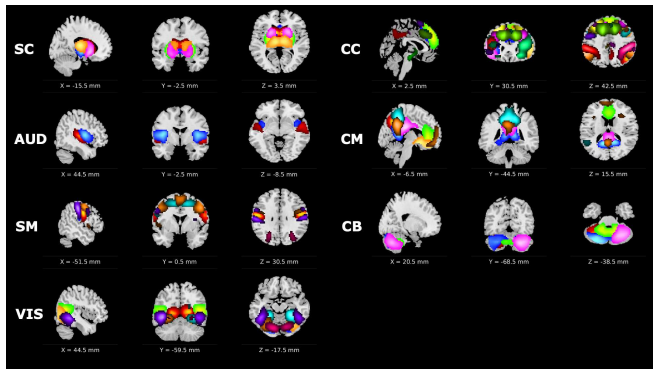 SC
X = -15.5 mm Y = -2.5 mm Z = 3.5 mm
CC
X = 2.5 mm Y = 30.5 mm Z = 42.5 mm
AUD
X = 44.5 mm Y = -2.5 mm Z = -8.5 mm
CM
X = -6.5 mm Y = -44.5 mm Z = 15.5 mm
SM
X = -51.5 mm Y = 0.5 mm Z = 30.5 mm
CB
X = 20.5 mm Y = -68.5 mm Z = -38.5 mm
VIS
X = 44.5 mm Y = -59.5 mm Z = -17.5 mm